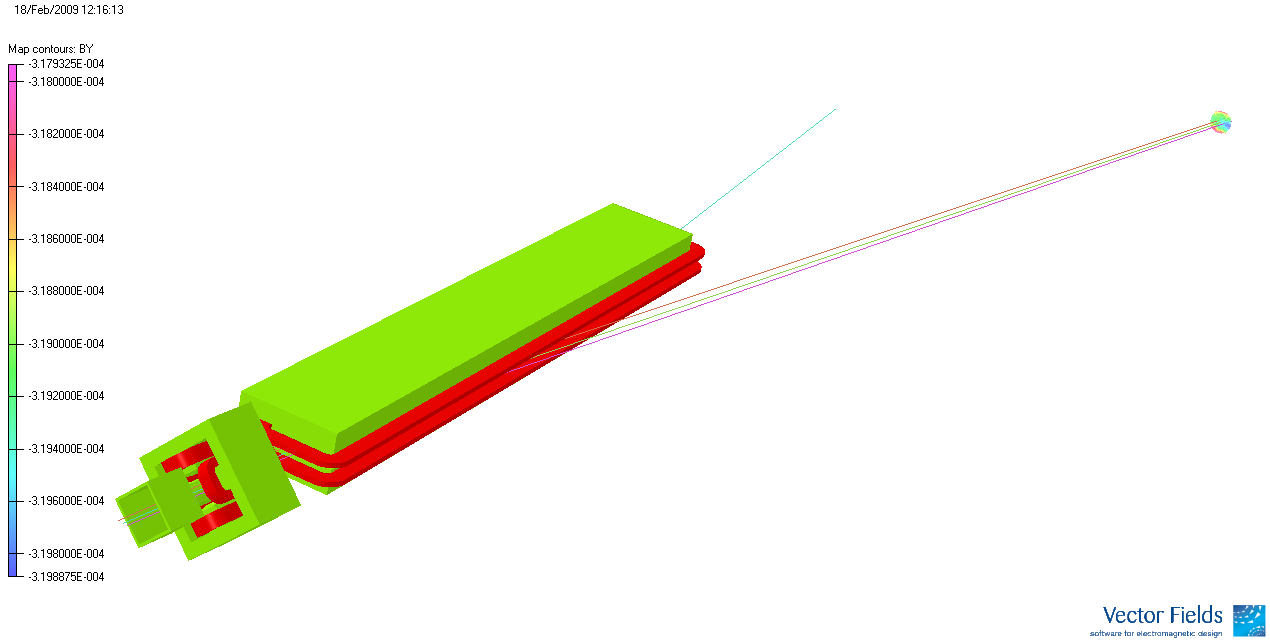 18/Feb/2009 12:16:13
Map contours: BY
-3.179325E-004
-3.180000E-004
-3.182000E-004
-3.184000E-004
-3.186000E-004
-3.188000E-004
-3.190000E-004
-3.192000E-004
-3.194000E-004
-3.196000E-004
-3.198000E-004
-3.198875E-004
Vector Fields
software for electromagnetic design